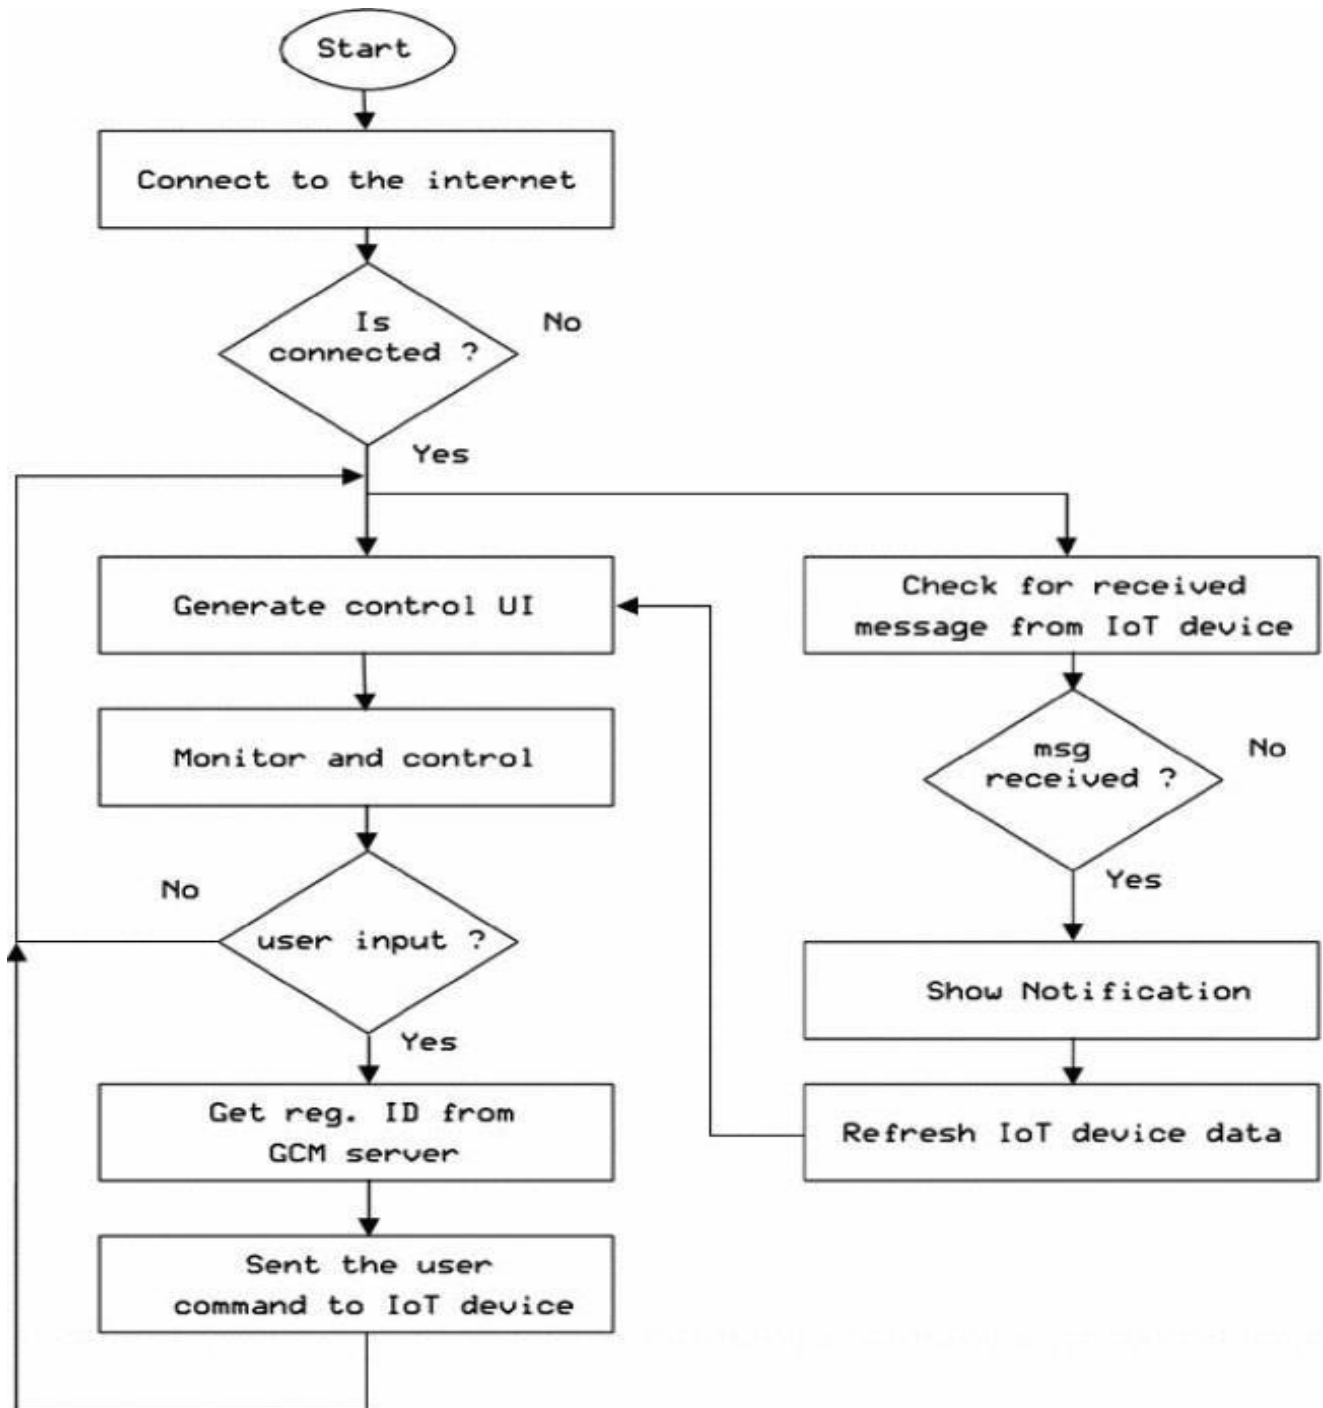 Start
Connect to the internet
Is
connected ?
No
Yes
Generate control UI
Monitor and control
No
user input ?
Yes
Get reg. ID from
GCM server
Sent the user
command to IoT device
Check for received
message from IoT device
msg
received ?
No
Yes
Show Notification
Refresh IoT device data